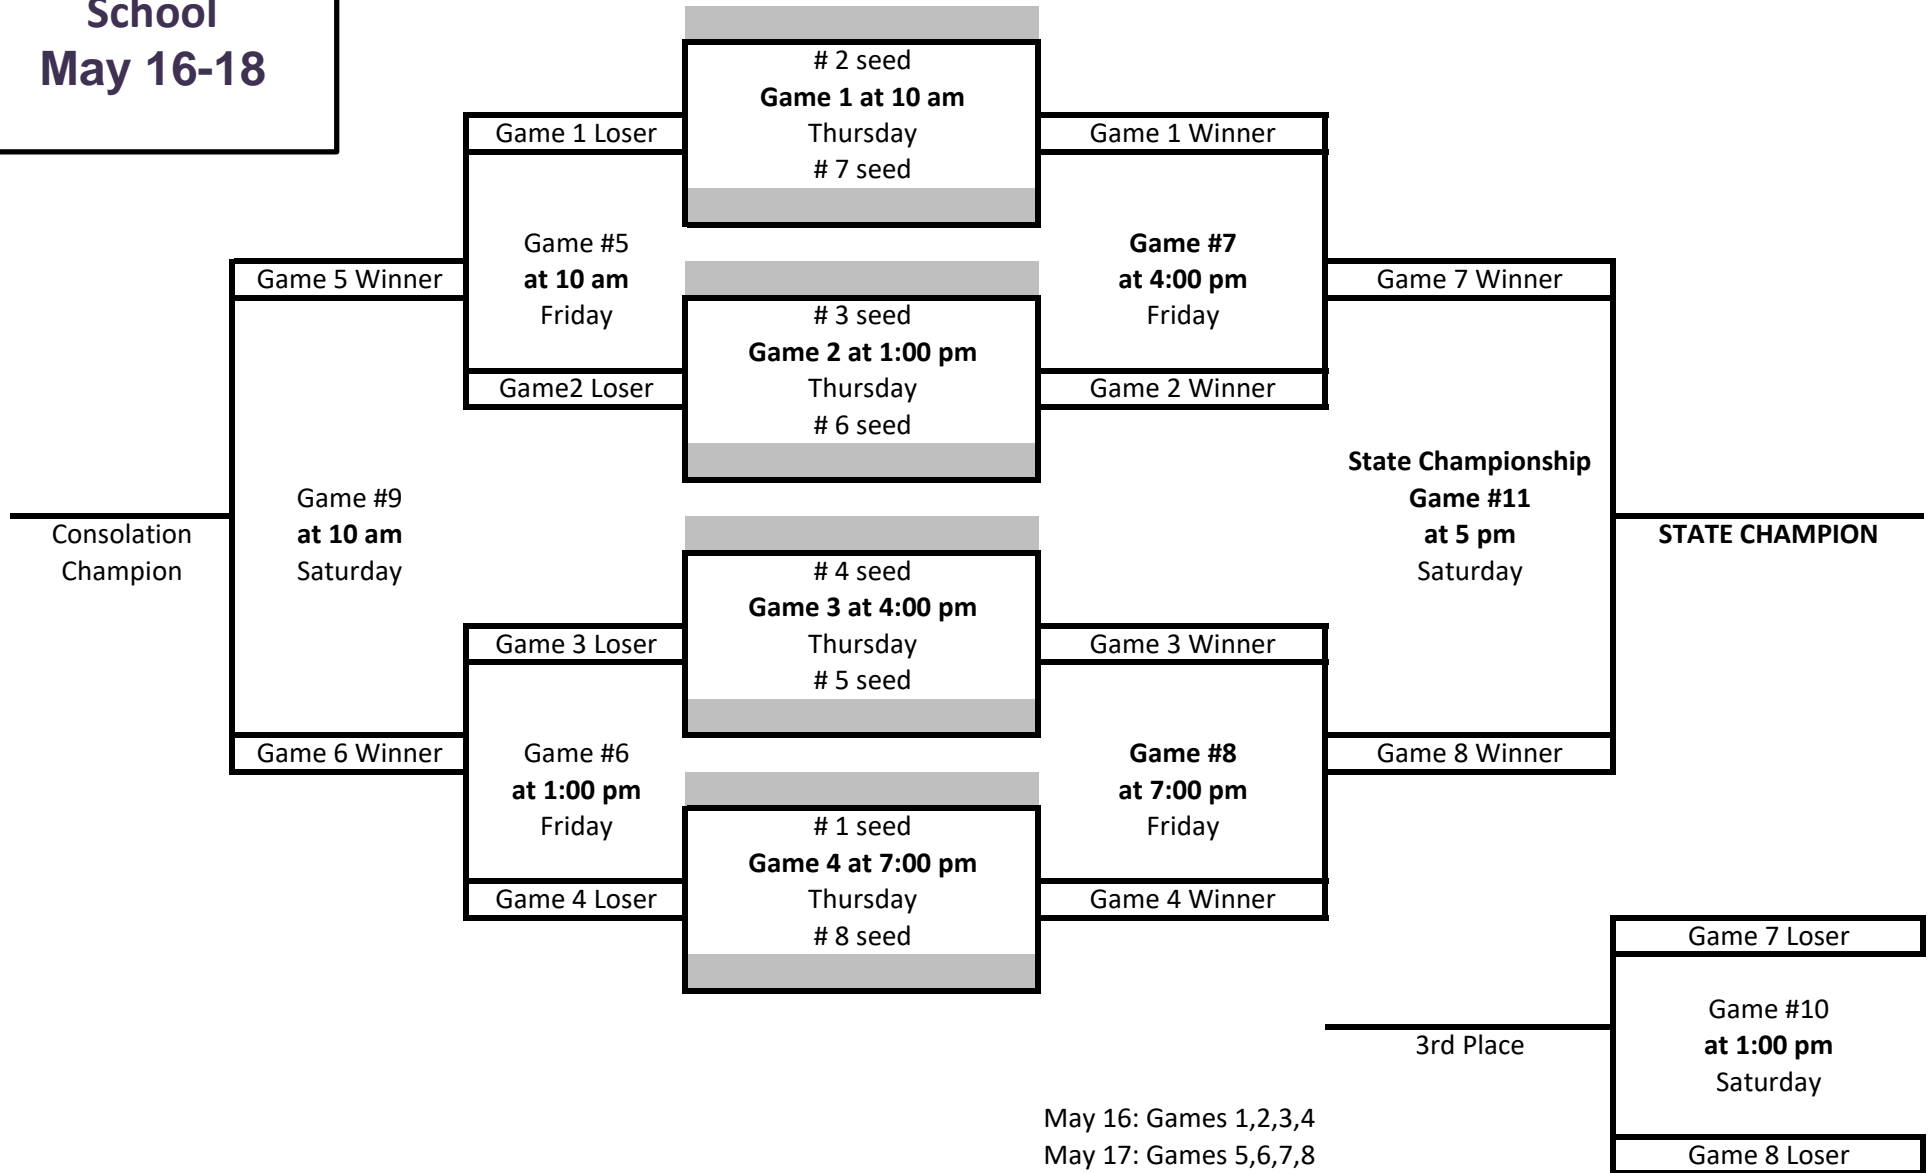 School
May 16-18
# 2 seed
Game 1 at 10 am
Thursday
# 7 seed
Game 1 Loser
Game 1 Winner
Game #5
at 10 am
Friday
Game #7
at 4:00 pm
Friday
Game 5 Winner
Game 7 Winner
# 3 seed
Game 2 at 1:00 pm
Thursday
# 6 seed
Game2 Loser
Game 2 Winner
State Championship
Game #11
at 5 pm
Saturday
Game #9
at 10 am
Saturday
Consolation
Champion
STATE CHAMPION
# 4 seed
Game 3 at 4:00 pm
Thursday
# 5 seed
Game 3 Loser
Game 3 Winner
Game 6 Winner
Game #6
at 1:00 pm
Friday
Game #8
at 7:00 pm
Friday
Game 8 Winner
# 1 seed
Game 4 at 7:00 pm
Thursday
# 8 seed
Game 4 Loser
Game 4 Winner
Game 7 Loser
Game #10
at 1:00 pm
Saturday
3rd Place
Game 8 Loser
May 16: Games 1,2,3,4
May 17: Games 5,6,7,8